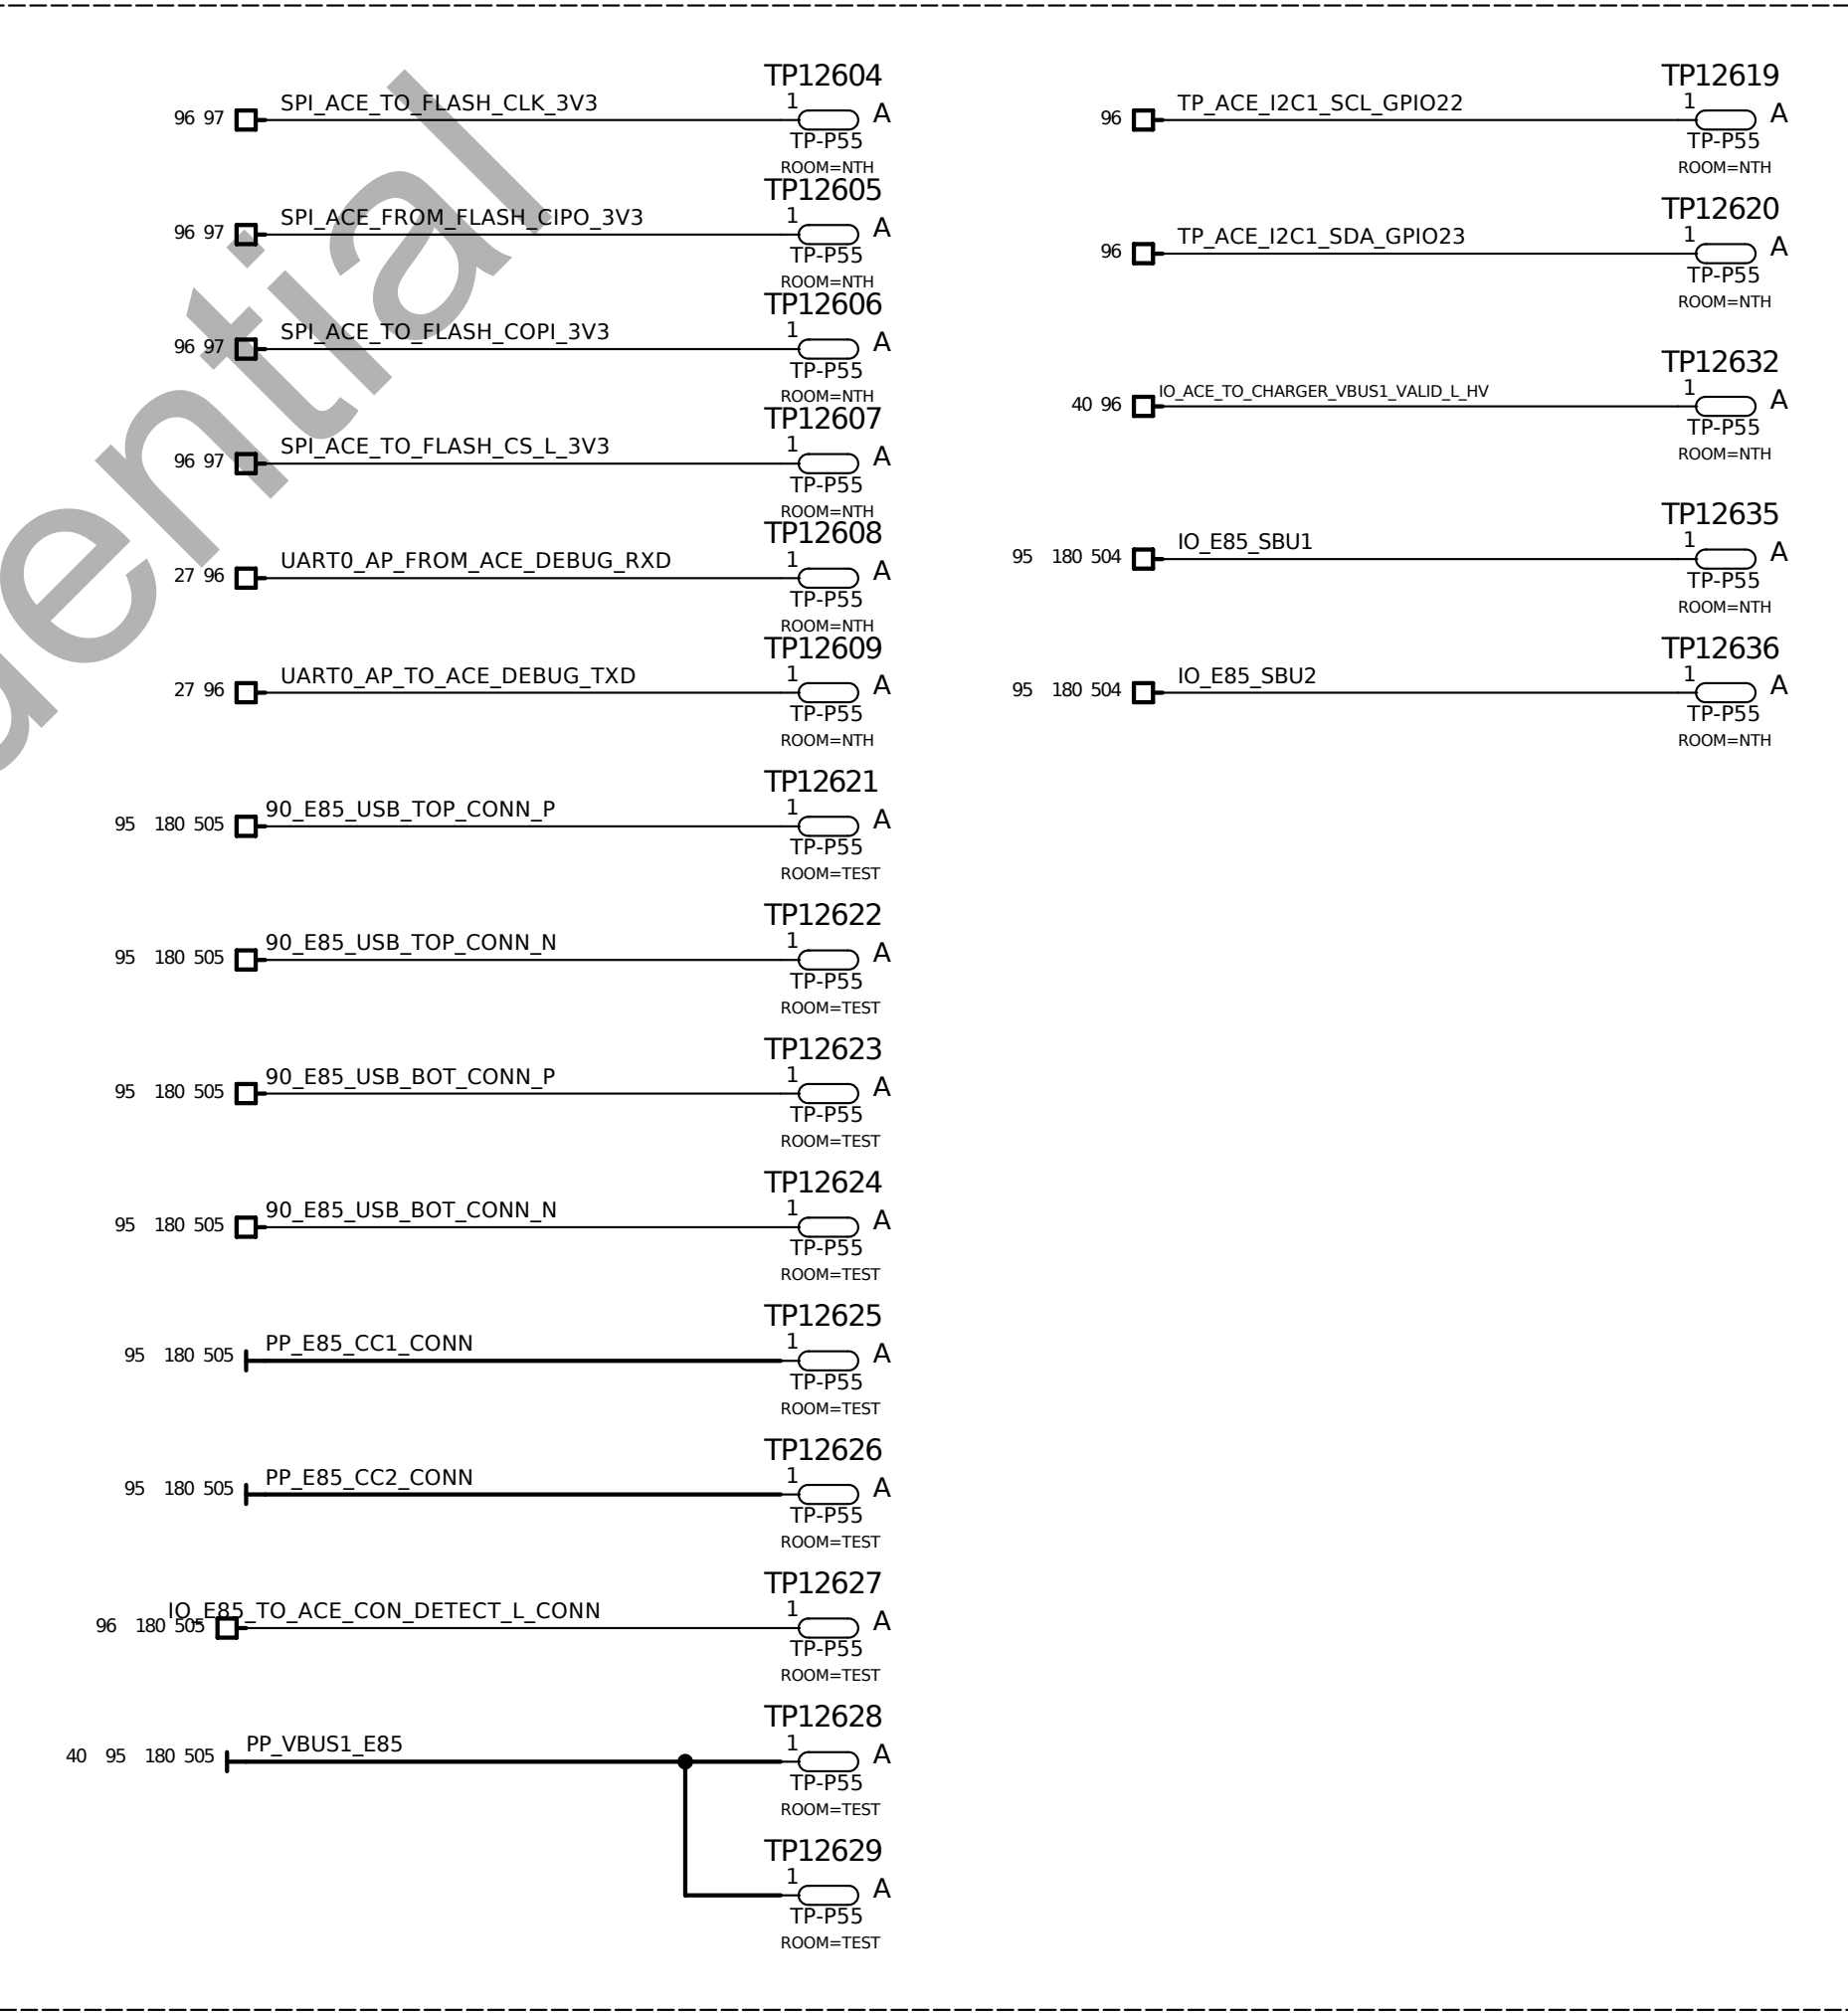 TP12604
SPI_ACE_TO_FLASH_CLK_3V3
1
A
96 97
TP-P55
ROOM=NTH
TP12605
SPI_ACE_FROM_FLASH_CIPO_3V3
1
A
96 97
TP-P55
ROOM=NTH
TP12606
SPI_ACE_TO_FLASH_COPI_3V3
1
A
96 97
TP-P55
ROOM=NTH
TP12607
SPI_ACE_TO_FLASH_CS_L_3V3
1
A
96 97
TP-P55
ROOM=NTH
TP12608
UART0_AP_FROM_ACE_DEBUG_RXD
1
A
27 96
TP-P55
ROOM=NTH
TP12609
UART0_AP_TO_ACE_DEBUG_TXD
1
A
27 96
TP-P55
ROOM=NTH
TP12621
90_E85_USB_TOP_CONN_P
1
A
95 180 505
TP-P55
ROOM=TEST
TP12622
90_E85_USB_TOP_CONN_N
1
A
95 180 505
TP-P55
ROOM=TEST
TP12623
90_E85_USB_BOT_CONN_P
1
A
95 180 505
TP-P55
ROOM=TEST
TP12624
90_E85_USB_BOT_CONN_N
1
A
95 180 505
TP-P55
ROOM=TEST
TP12625
PP_E85_CC1_CONN
1
A
95 180 505
TP-P55
ROOM=TEST
TP12626
PP_E85_CC2_CONN
1
A
95 180 505
TP-P55
ROOM=TEST
TP12627
IO_E85_TO_ACE_CON_DETECT_L_CONN
1
A
96 180 505
TP-P55
ROOM=TEST
TP12628
PP_VBUS1_E85
1
A
40 95 180 505
TP-P55
ROOM=TEST
TP12629
1
A
TP-P55
ROOM=TEST
TP12619
TP_ACE_I2C1_SCL_GPIO22
1
A
96
TP-P55
ROOM=NTH
TP12620
TP_ACE_I2C1_SDA_GPIO23
1
A
96
TP-P55
ROOM=NTH
TP12632
IO_ACE_TO_CHARGER_VBUS1_VALID_L_HV
1
A
40 96
TP-P55
ROOM=NTH
TP12635
IO_E85_SBU1
1
A
95 180 504
TP-P55
ROOM=NTH
TP12636
IO_E85_SBU2
1
A
95 180 504
TP-P55
ROOM=NTH
dential